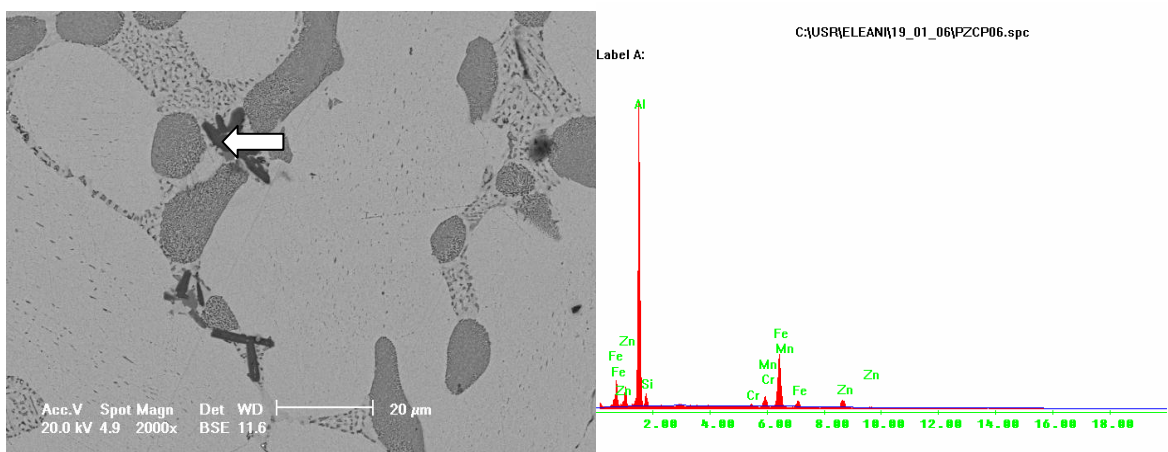 Acc.V Spot Magn Det WD 20 µm
20.0 kV 4.9 2000x BSE 11.6
C:\USR\ELEANI\19_01_06\PZCP06.spc
Label A:
Al
Fe
Zn
Fe
Zn
Si
Cr
Mn
Cr
Fe
Mn
Fe
Zn
Zn
2.00 4.00 6.00 8.00 10.00 12.00 14.00 16.00 18.00